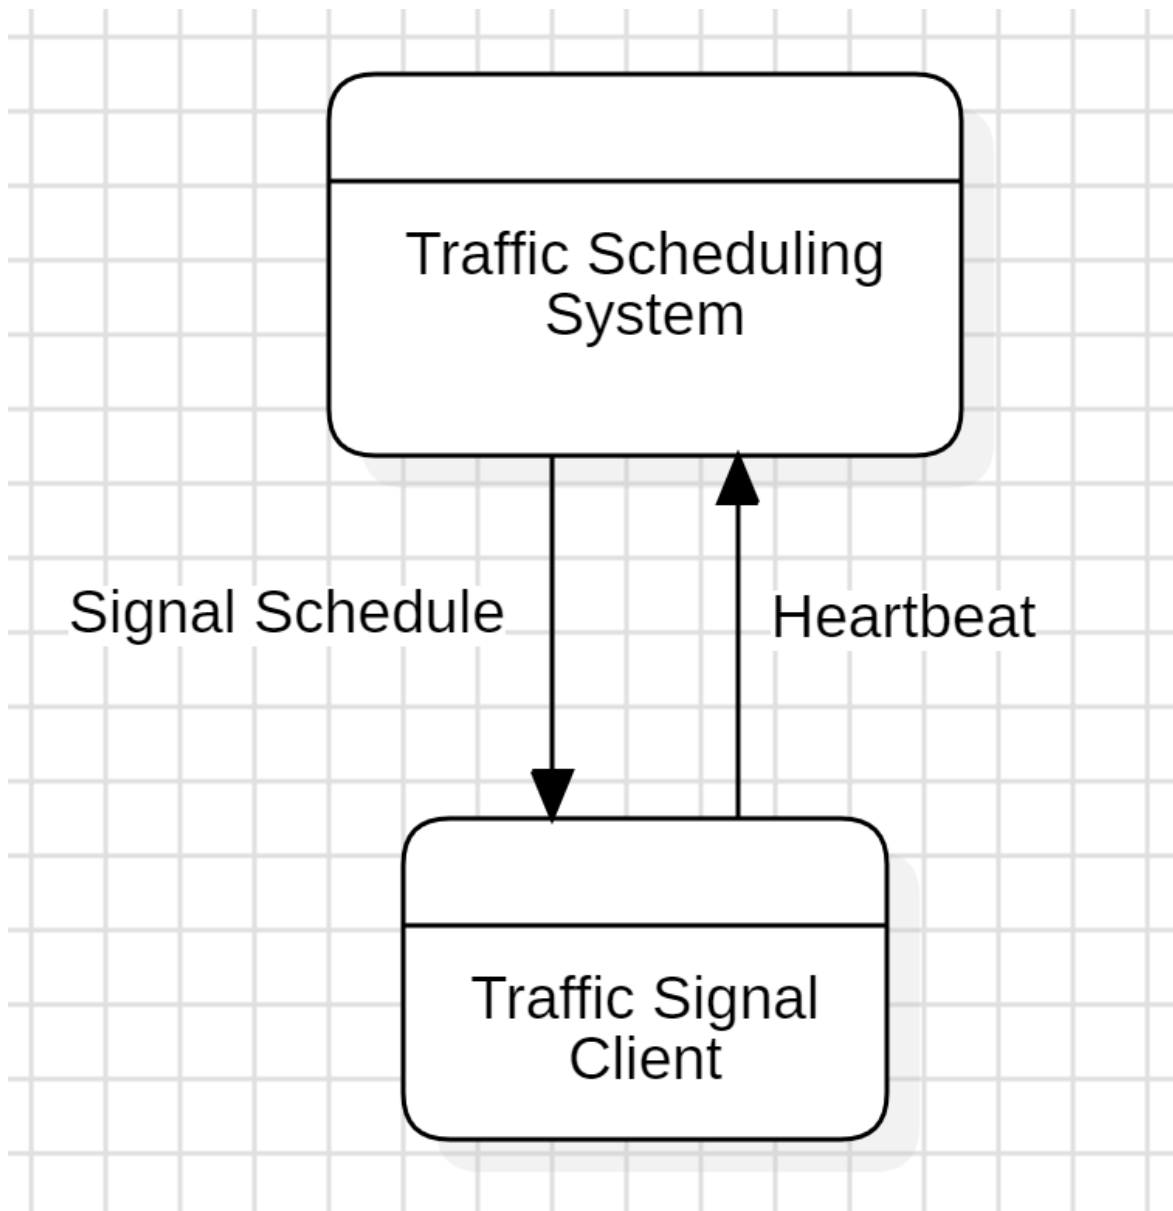 Traffic Scheduling
System
Signal Schedule
Heartbeat
Traffic Signal
Client